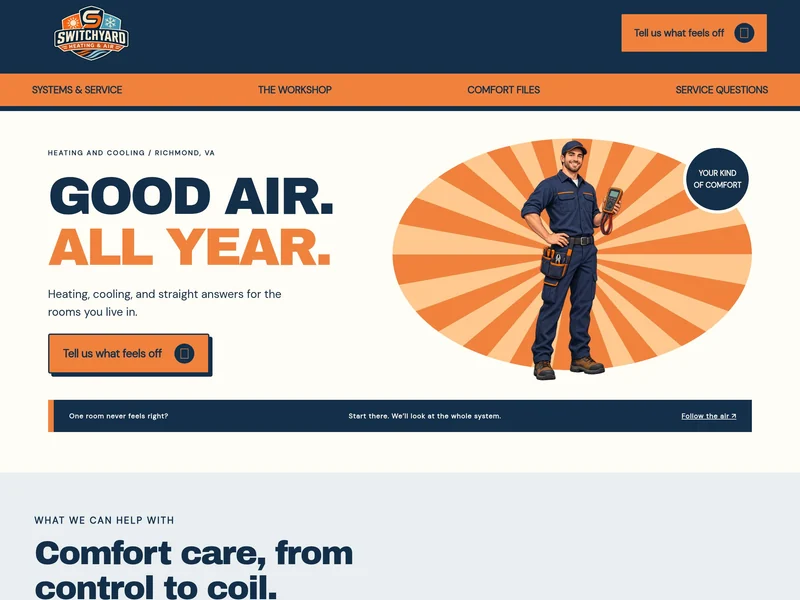 SWITCHYARD
HEATING & AIR
Tell us what feels off
SYSTEMS & SERVICE
THE WORKSHOP
COMFORT FILES
SERVICE QUESTIONS
HEATING AND COOLING / RICHMOND, VA
GOOD AIR.
ALL YEAR.
Heating, cooling, and straight answers for the
rooms you live in.
Tell us what feels off
YOUR KIND
OF COMFORT
One room never feels right?
Start there. We'll look at the whole system.
Follow the air ↗
WHAT WE CAN HELP WITH
Comfort care, from
control to coil.